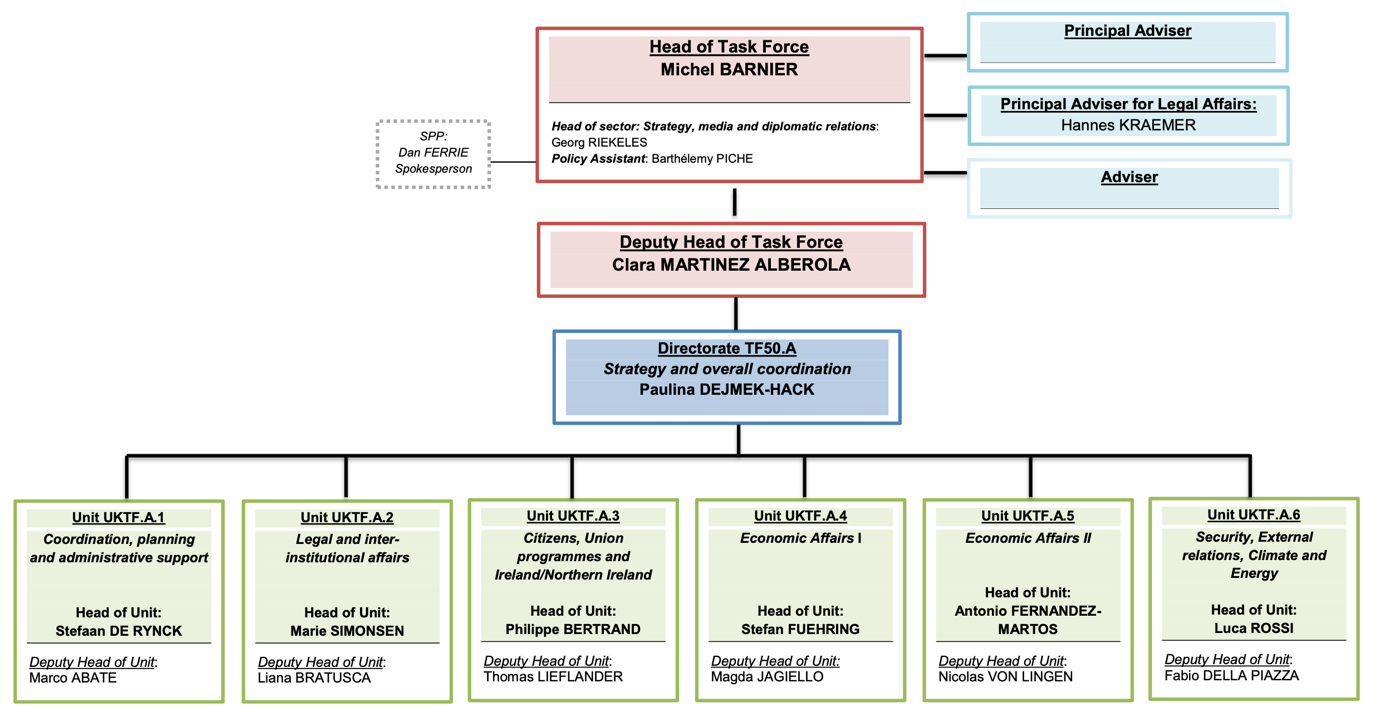 Head of Task Force
Michel BARNIER
Head of sector: Strategy, media and diplomatic relations:
Georg RIEKELES
Policy Assistant: Barthélemy PICHE
Principal Adviser
Principal Adviser for Legal Affairs:
Hannes KRAEMER
Adviser
SPP:
Dan FERRIE
Spokesperson
Deputy Head of Task Force
Clara MARTINEZ ALBEROLA
Directorate TF50.A
Strategy and overall coordination
Paulina DEJMEK-HACK
Unit UKTF.A.1
Coordination, planning
and administrative support
Head of Unit:
Stefaan DE RYNCK
Deputy Head of Unit:
Marco ABATE
Unit UKTF.A.2
Legal and inter-
institutional affairs
Head of Unit:
Marie SIMONSEN
Deputy Head of Unit:
Liana BRATUSCA
Unit UKTF.A.3
Citizens, Union
programmes and
Ireland/Northern Ireland
Head of Unit:
Philippe BERTRAND
Deputy Head of Unit:
Thomas LIEFLANDER
Unit UKTF.A.4
Economic Affairs I
Head of Unit:
Stefan FUEHRING
Deputy Head of Unit:
Magda JAGIELLO
Unit UKTF.A.5
Economic Affairs II
Head of Unit:
Antonio FERNANDEZ-
MARTOS
Deputy Head of Unit:
Nicolas VON LINGEN
Unit UKTF.A.6
Security, External
relations, Climate and
Energy
Head of Unit:
Luca ROSSI
Deputy Head of Unit:
Fabio DELLA PIAZZA